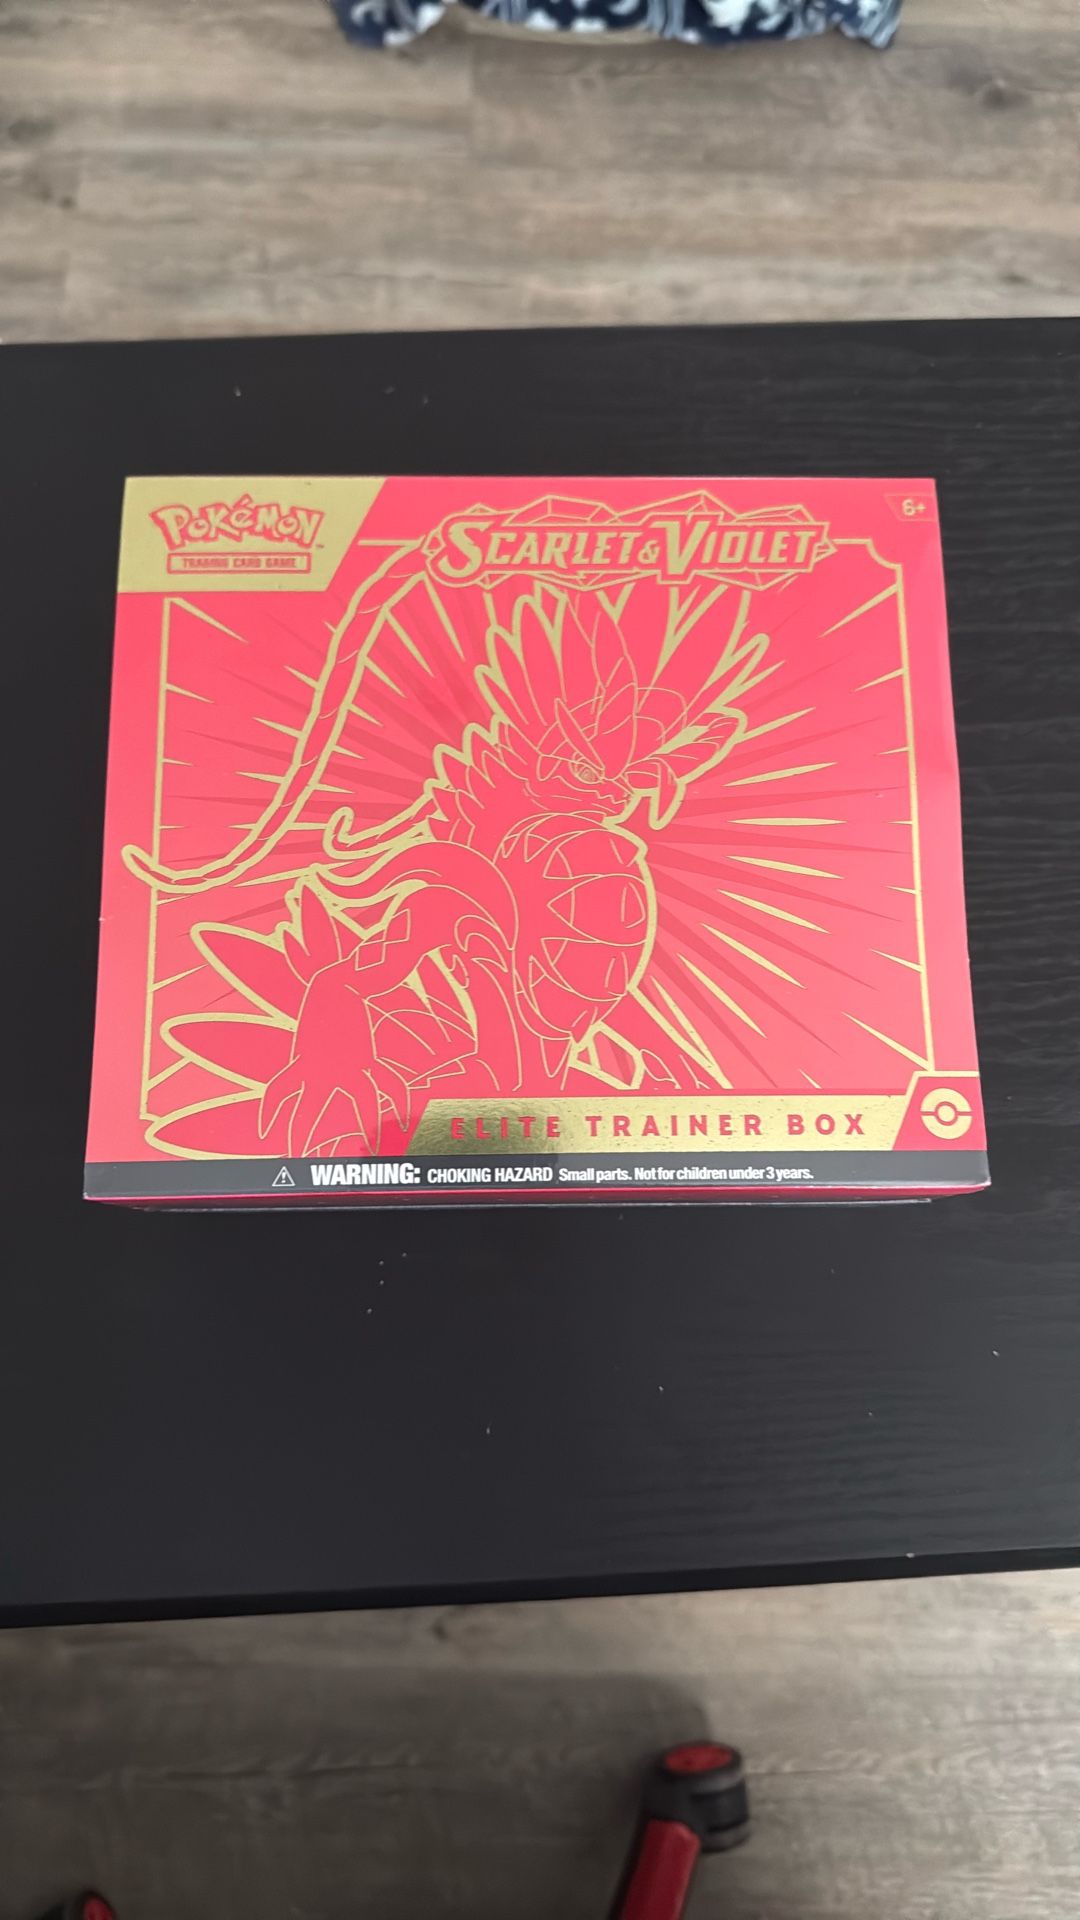 POKéMON
TRADING CARD GAME
SCARLET & VIOLET
6+
ELITE TRAINER BOX
WARNING: CHOKING HAZARD Small parts. Not for children under 3 years.